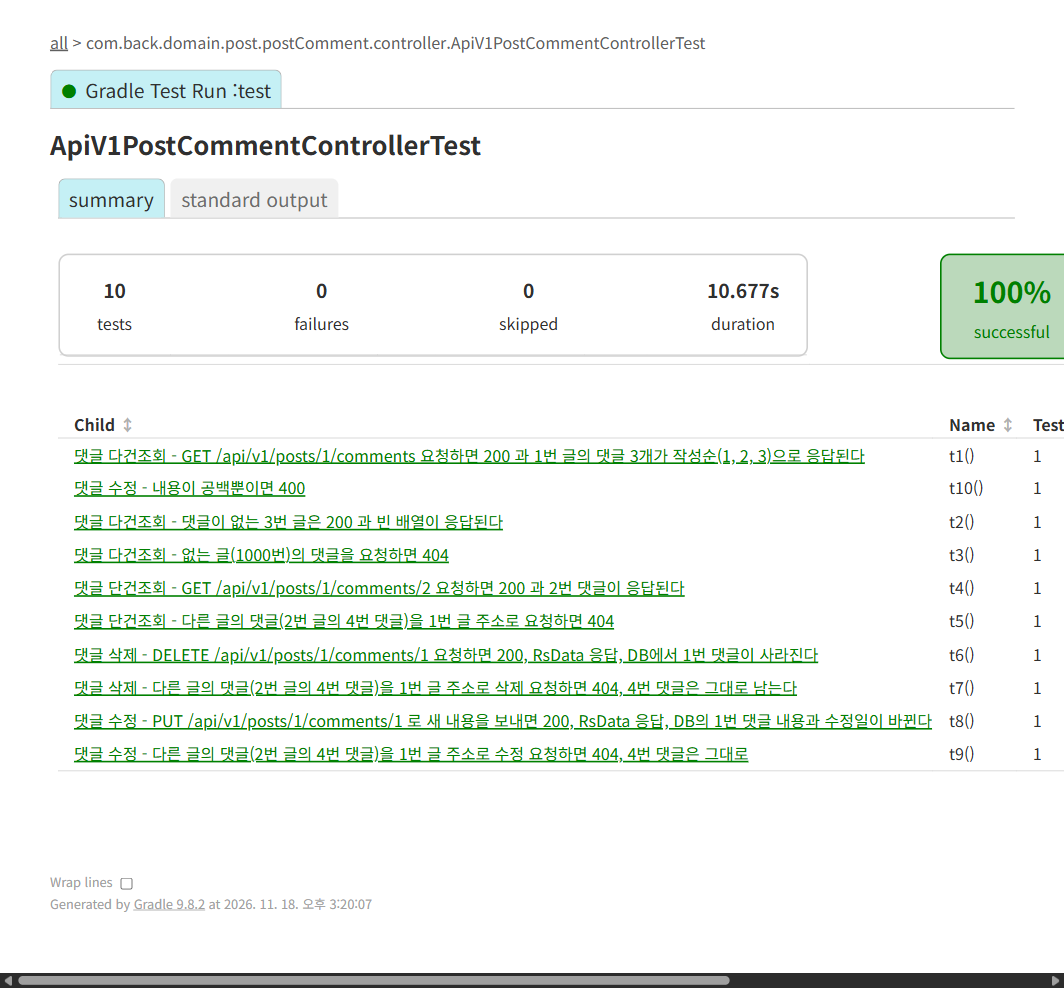 all > com.back.domain.post.postComment.controller.ApiV1PostCommentControllerTest
Gradle Test Run :test
ApiV1PostCommentControllerTest
summary standard output
10 0 0 10.677s 100%
tests failures skipped duration successful
Child Name Test
댓글 다건조회 - GET /api/v1/posts/1/comments 요청하면 200 과 1번 글의 댓글 3개가 작성순(1, 2, 3)으로 응답된다 t1() 1
댓글 수정 - 내용이 공백뿐이면 400 t10() 1
댓글 다건조회 - 댓글이 없는 3번 글은 200 과 빈 배열이 응답된다 t2() 1
댓글 다건조회 - 없는 글(1000번)의 댓글을 요청하면 404 t3() 1
댓글 단건조회 - GET /api/v1/posts/1/comments/2 요청하면 200 과 2번 댓글이 응답된다 t4() 1
댓글 단건조회 - 다른 글의 댓글(2번 글의 4번 댓글)을 1번 글 주소로 요청하면 404 t5() 1
댓글 삭제 - DELETE /api/v1/posts/1/comments/1 요청하면 200, RsData 응답, DB에서 1번 댓글이 사라진다 t6() 1
댓글 삭제 - 다른 글의 댓글(2번 글의 4번 댓글)을 1번 글 주소로 삭제 요청하면 404, 4번 댓글은 그대로 남는다 t7() 1
댓글 수정 - PUT /api/v1/posts/1/comments/1 로 새 내용을 보내면 200, RsData 응답, DB의 1번 댓글 내용과 수정일이 바뀐다 t8() 1
댓글 수정 - 다른 글의 댓글(2번 글의 4번 댓글)을 1번 글 주소로 수정 요청하면 404, 4번 댓글은 그대로 t9() 1
Wrap lines
Generated by Gradle 9.8.2 at 2026. 11. 18. 오후 3:20:07